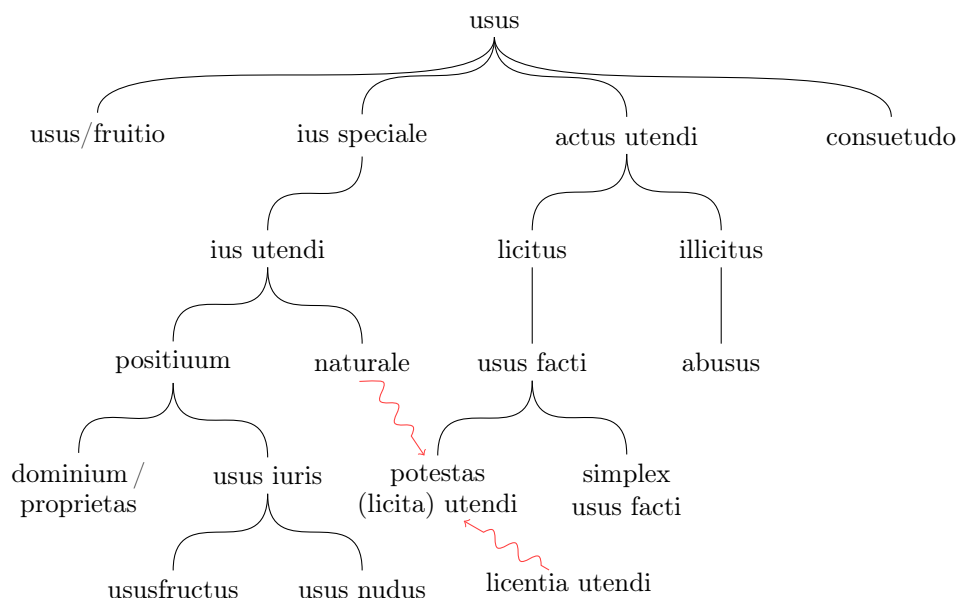 usus
usus/fruitio
ius speciale
actus utendi
consuetudo
ius utendi
licitus
illicitus
positiuum
naturale
usus facti
abusus
dominium /
proprietas
usus iuris
potestas
(licita) utendi
simplex
usus facti
ususfructus
usus nudus
licentia utendi